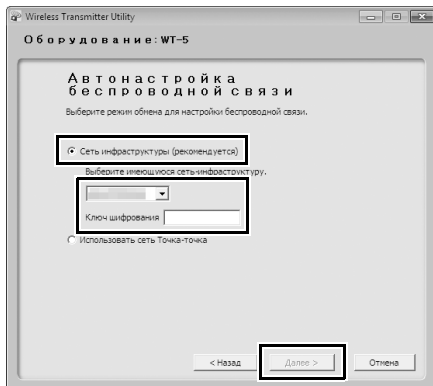 Wireless Transmitter Utility
Оборудование: WT-5
Автонастройка
беспроводной связи
Выберите режим обмена для настройки беспроводной связи.
Сеть инфраструктуры (рекомендуется)
Выберите имеющуюся сеть-инфраструктуру.
Ключ шифрования
Использовать сеть Точка-точка
< Назад Далее > Отмена